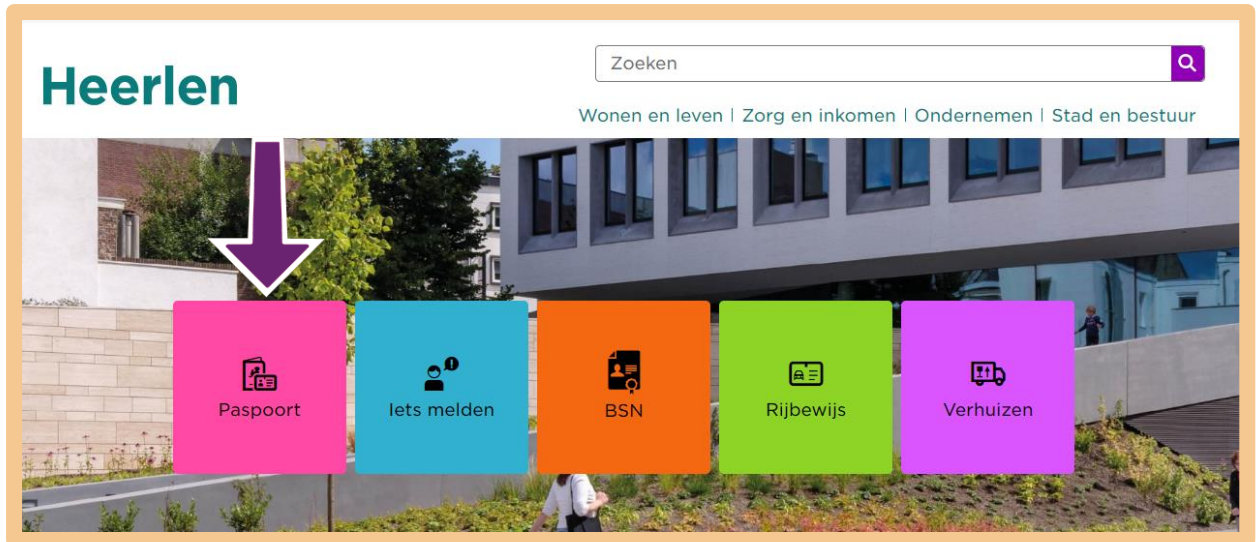 Heerlen
Zoeken
Wonen en leven | Zorg en inkomen | Ondernemen | Stad en bestuur
Paspoort
Iets melden
BSN
Rijbewijs
Verhuizen